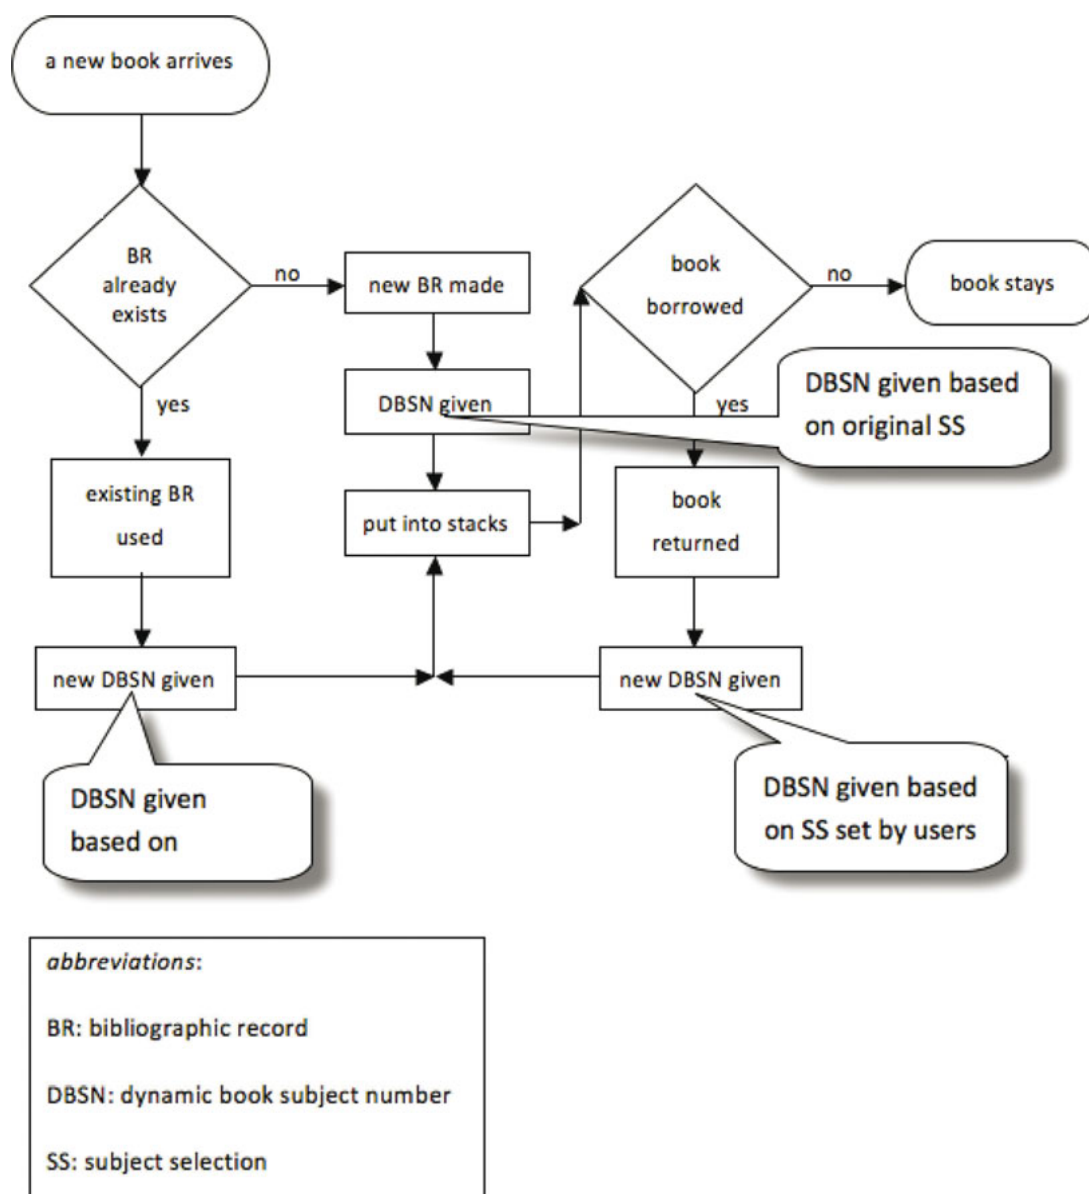 a new book arrives
BR
already
exists
no
new BR made
book
borrowed
no
book stays
yes
DBSN given
yes
DBSN given based
on original SS
existing BR
used
put into stacks
book
returned
new DBSN given
new DBSN given
DBSN given
based on
DBSN given based
on SS set by users
abbreviations:
BR: bibliographic record
DBSN: dynamic book subject number
SS: subject selection